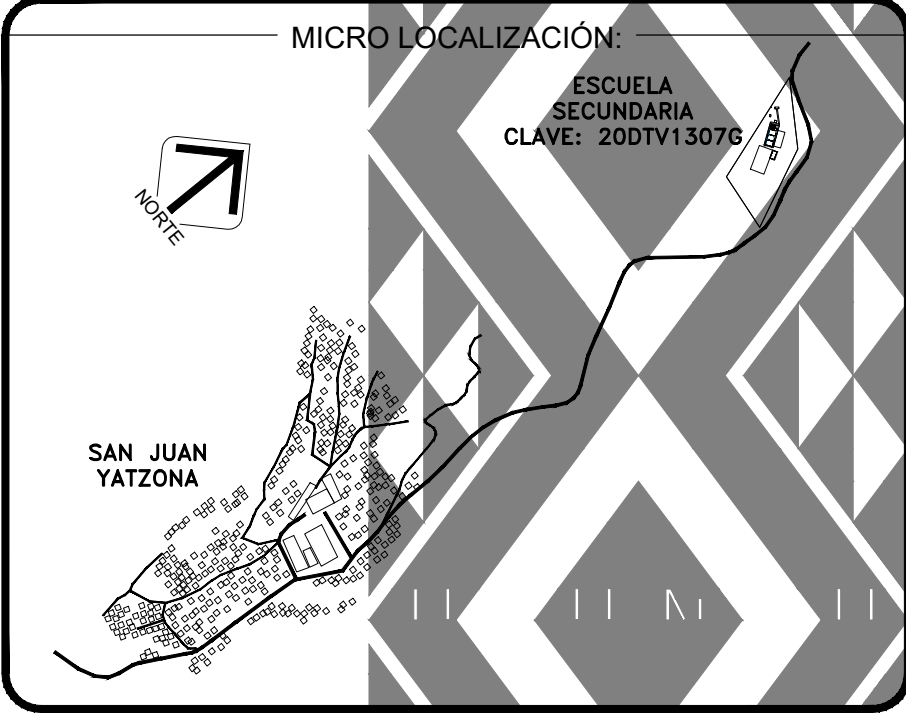 MICRO LOCALIZACIÓN:
ESCUELA
SECUNDARIA
CLAVE: 20DTV1307G
NORTE
SAN JUAN
YATZONA